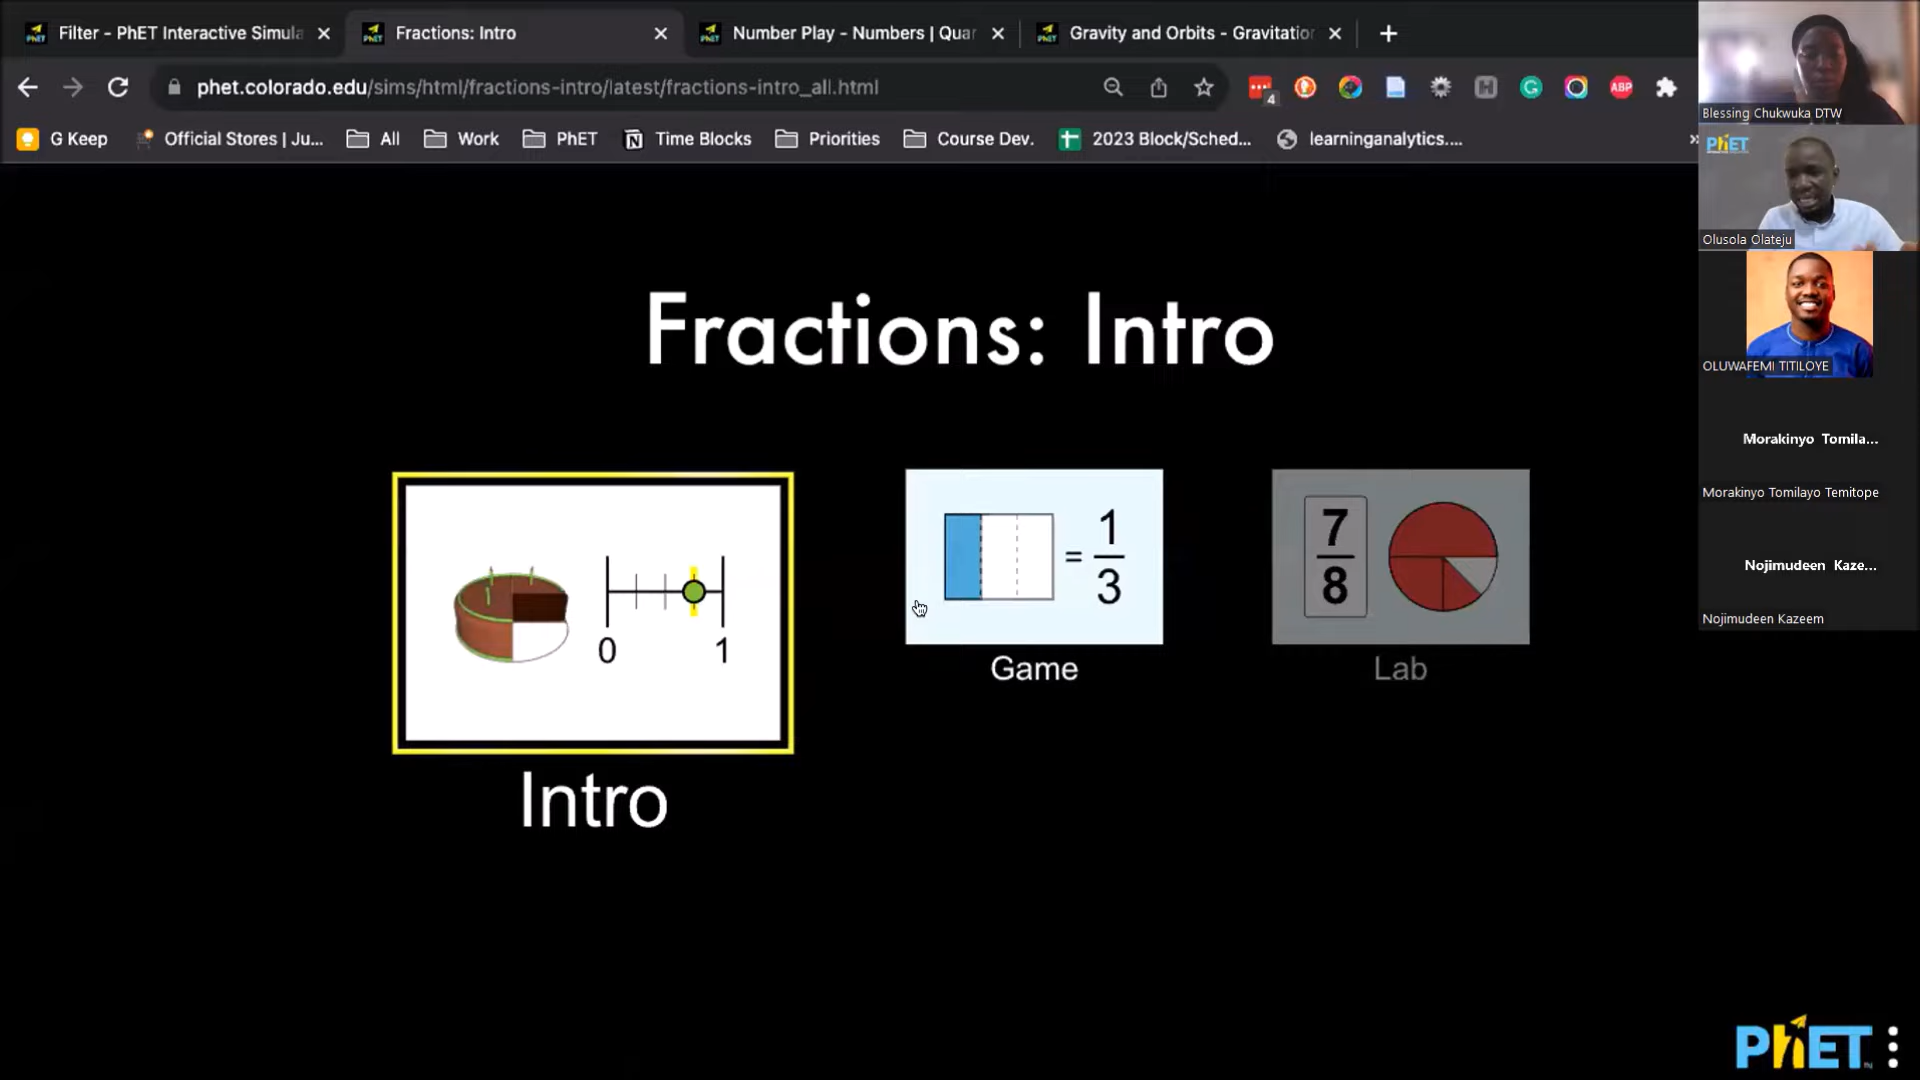 Filter - PhET Interactive Simula
Fractions: Intro
Number Play - Numbers | Quar
Gravity and Orbits - Gravitation
phet.colorado.edu/sims/html/fractions-intro/latest/fractions-intro_all.html
4
ABP
G Keep
Official Stores | Ju...
All
Work
PhET
Time Blocks
Priorities
Course Dev.
2023 Block/Sched...
learninganalytics....
»
Fractions: Intro
0
1
Intro
= 1
3
Game
7
8
Lab
PhET
Blessing Chukwuka DTW
PhET
Olusola Olateju
OLUWAFEMI TITILOYE
Morakinyo Tomila...
Morakinyo Tomilayo Temitope
Nojimudeen Kaze...
Nojimudeen Kazeem